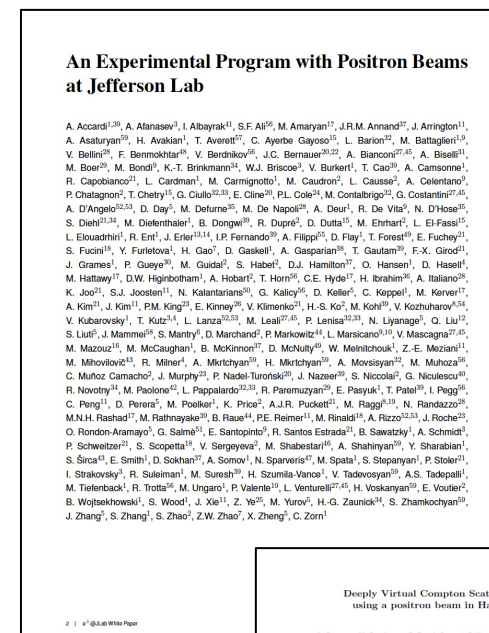 An Experimental Program with Positron Beams
at Jefferson Lab
A. Accardi1,39, A. Afanasev3, I. Albayrak41, S.F. Ali56, M. Amaryan17, J.R.M. Annand37, J. Arrington11,
A. Asaturyan59, H. Avakian1, T. Averett57, C. Ayerbe Gayoso15, L. Barion32, M. Battaglieri1,9,
V. Bellini28, F. Benmokhtar48, V. Berdnikov56, J.C. Bernauer20,22, A. Bianconi27,45, A. Biselli31,
M. Boer29, M. Bondì9, K.-T. Brinkmann34, W.J. Briscoe3, V. Burkert1, T. Cao39, A. Camsonne1,
R. Capobianco21, L. Cardman1, M. Carmignotto1, M. Caudron2, L. Causse2, A. Celentano9,
P. Chatagnon2, T. Chetry15, G. Ciullo32,33, E. Cline20, P.L. Cole24, M. Contalbrigo32, G. Costantini27,45,
A. D'Angelo52,53, D. Day5, M. Defurne35, M. De Napoli28, A. Deur1, R. De Vita9, N. D'Hose35,
S. Diehl21,34, M. Diefenthaler1, B. Dongwi39, R. Dupré2, D. Dutta15, M. Ehrhart2, L. El-Fassi15,
L. Elouadrhiri1, R. Ent1, J. Erler13,14, I.P. Fernando39, A. Filippi55, D. Flay1, T. Forest49, E. Fuchey21,
S. Fucini18, Y. Furletova1, H. Gao7, D. Gaskell1, A. Gasparian38, T. Gautam39, F.-X. Girod21,
J. Grames1, P. Gueye30, M. Guidal2, S. Habet2, D.J. Hamilton37, O. Hansen1, D. Hasell4,
M. Hattawy17, D.W. Higinbotham1, A. Hobart2, T. Horn56, C.E. Hyde17, H. Ibrahim36, A. Italiano28,
K. Joo21, S.J. Joosten11, N. Kalantarians50, G. Kalicy56, D. Keller5, C. Keppel1, M. Kerver17,
A. Kim21, J. Kim11, P.M. King23, E. Kinney26, V. Klimenko21, H.-S. Ko2, M. Kohl39, V. Kozhuharov8,54,
V. Kubarovsky1, T. Kutz3,4, L. Lanza52,53, M. Leali27,45, P. Lenisa32,33, N. Liyanage5, Q. Liu12,
S. Liuti5, J. Mammei58, S. Mantry6, D. Marchand2, P. Markowitz44, L. Marsicano9,10, V. Mascagna27,45,
M. Mazouz16, M. McCaughan1, B. McKinnon37, D. McNulty49, W. Melnitchouk1, Z.-E. Meziani11,
M. Mihovilovič43, R. Milner4, A. Mkrtchyan59, H. Mkrtchyan59, A. Movsisyan32, M. Muhoza56,
C. Muñoz Camacho2, J. Murphy23, P. Nadel-Turoński20, J. Nazeer39, S. Niccolai2, G. Niculescu40,
R. Novotny34, M. Paolone42, L. Pappalardo32,33, R. Paremuzyan29, E. Pasyuk1, T. Patel39, I. Pegg56
C. Peng11, D. Perera5, M. Poelker1, K. Price2, A.J.R. Puckett21, M. Raggi8,19, N. Randazzo28,
M.N.H. Rashad17, M. Rathnayake39, B. Raue44, P.E. Reimer11, M. Rinaldi18, A. Rizzo52,53, J. Roche23
O. Rondon-Aramayo5, G. Salmè51, E. Santopinto9, R. Santos Estrada21, B. Sawatzky1, A. Schmidt3,
P. Schweitzer21, S. Scopetta18, V. Sergeyeva2, M. Shabestari46, A. Shahinyan59, Y. Sharabian1,
S. Širca43, E. Smith1, D. Sokhan37, A. Somov1, N. Sparveris47, M. Spata1, S. Stepanyan1, P. Stoler21,
I. Strakovsky3, R. Suleiman1, M. Suresh39, H. Szumila-Vance1, V. Tadevosyan59, A.S. Tadepalli1,
M. Tiefenback1, R. Trotta56, M. Ungaro1, P. Valente19, L. Venturelli27,45, H. Voskanyan59, E. Voutier2,
B. Wojtsekhowski1, S. Wood1, J. Xie11, Z. Ye25, M. Yurov5, H.-G. Zaunick34, S. Zhamkochyan59,
J. Zhang5, S. Zhang1, S. Zhao2, Z.W. Zhao7, X. Zheng5, C. Zorn1
Deeply Virtual Compton Scat
using a positron beam in Ha
2 | e+@JLab White Paper